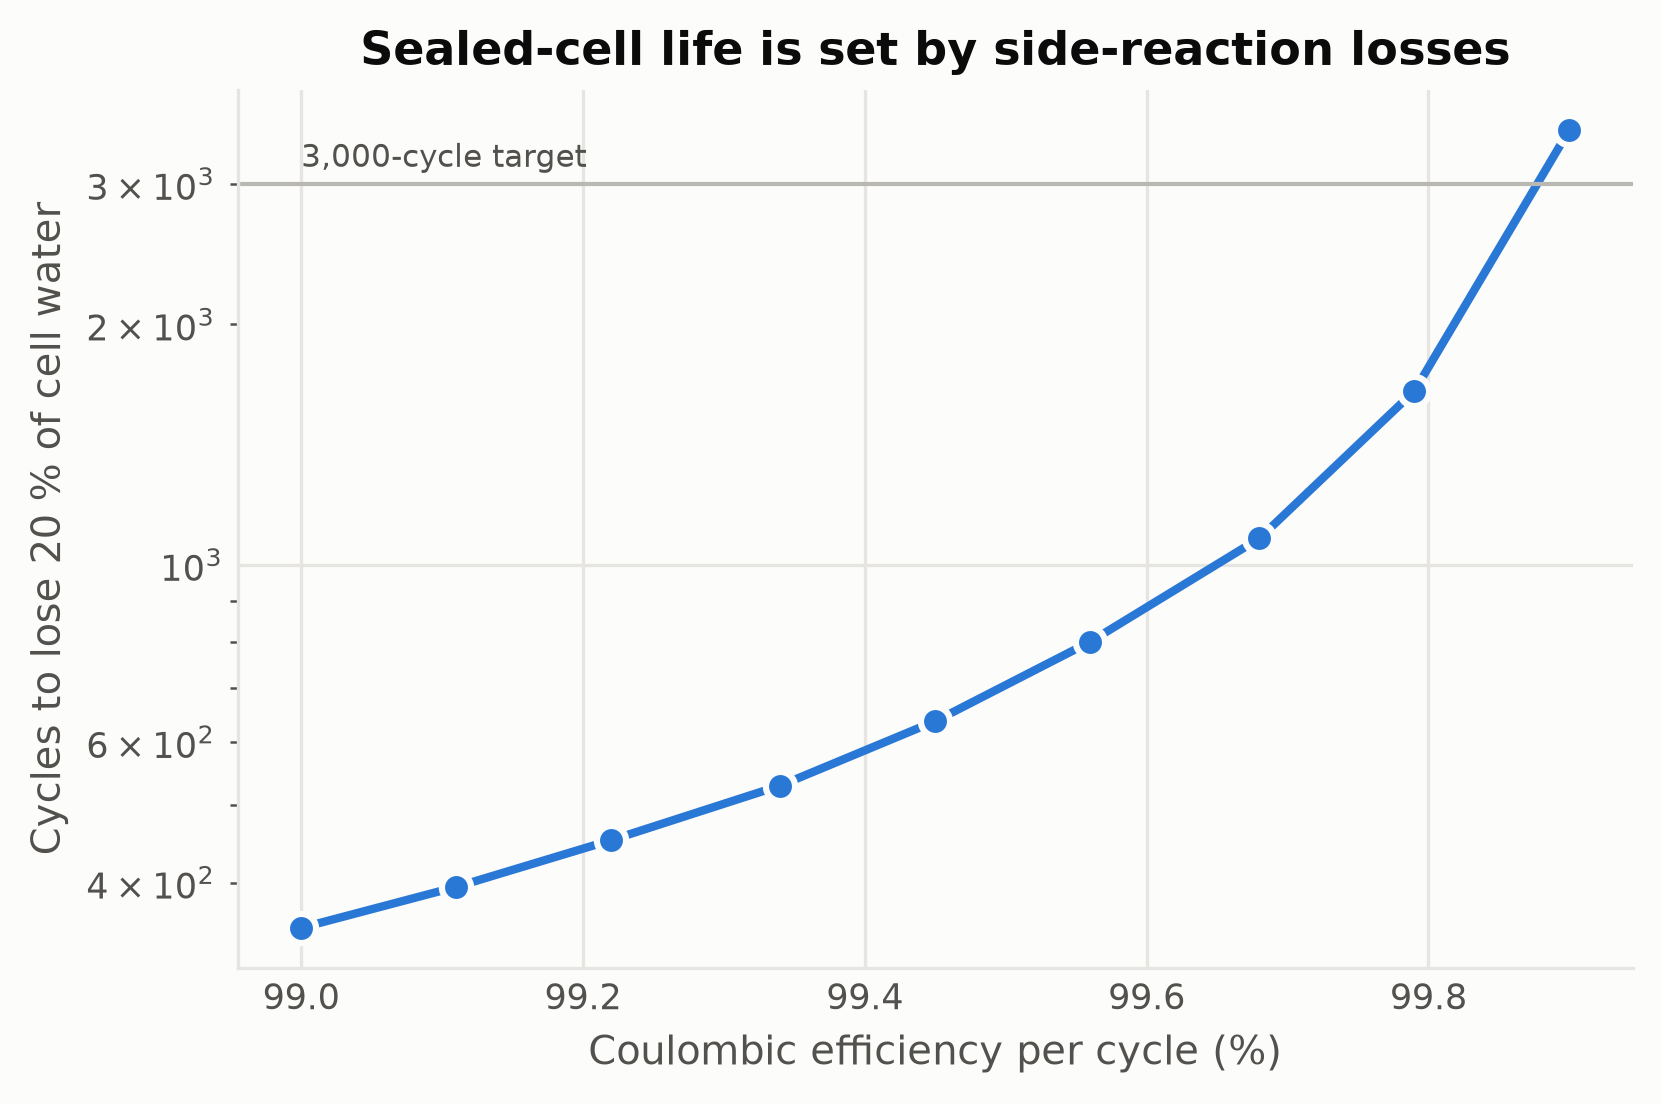 Sealed-cell life is set by side-reaction losses
3,000-cycle target
3 × 10³
2 × 10³
10³
6 × 10²
4 × 10²
Cycles to lose 20 % of cell water
99.0 99.2 99.4 99.6 99.8
Coulombic efficiency per cycle (%)